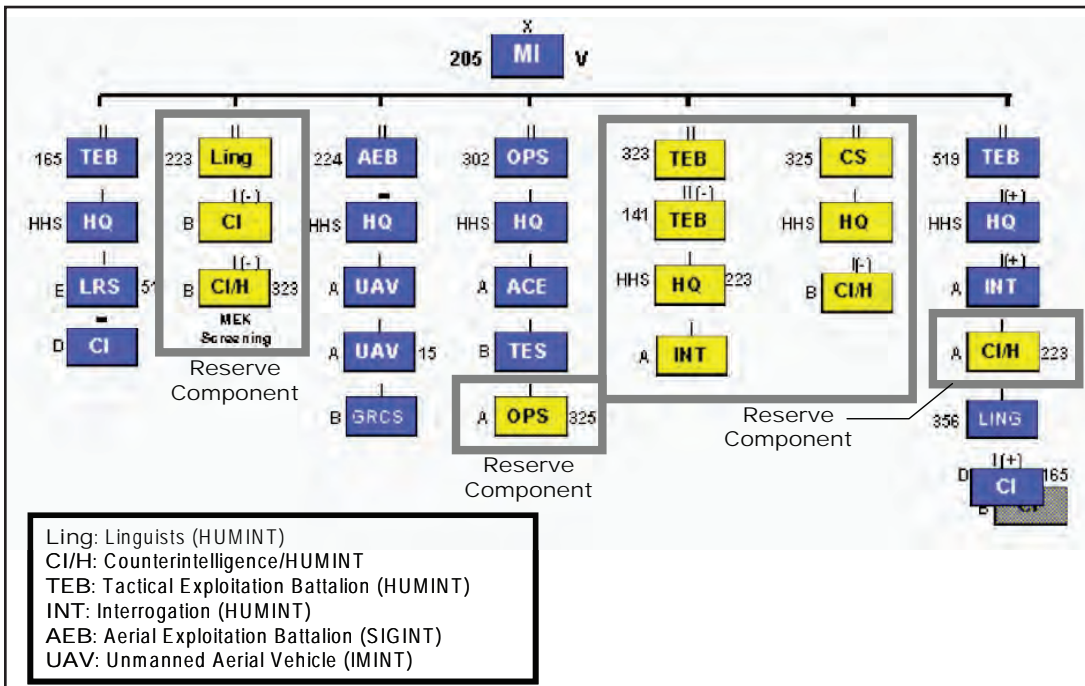 X
205 MI V
II II II II II II II
165 TEB 223 Ling 224 AEB 302 OPS 323 TEB 325 CS 519 TEB
I I(-) I II(-) I I(+)
HHS HQ B CI HHS HQ HHS HQ 141 TEB HHS HQ HHS HQ
I I(-) I I I(-) I(+)
E LRS 51 B CI/H 323 A UAV A ACE HHS HQ 223 B CI/H A INT
MEK
Screening
D CI A UAV 15 B TES A INT A CI/H 223
Reserve
Component
B GRCS A OPS 325 Reserve
Component 356 LING
Reserve
Component
I(+)
D CI 165
B
Ling: Linguists (HUMINT)
CI/H: Counterintelligence/HUMINT
TEB: Tactical Exploitation Battalion (HUMINT)
INT: Interrogation (HUMINT)
AEB: Aerial Exploitation Battalion (SIGINT)
UAV: Unmanned Aerial Vehicle (IMINT)